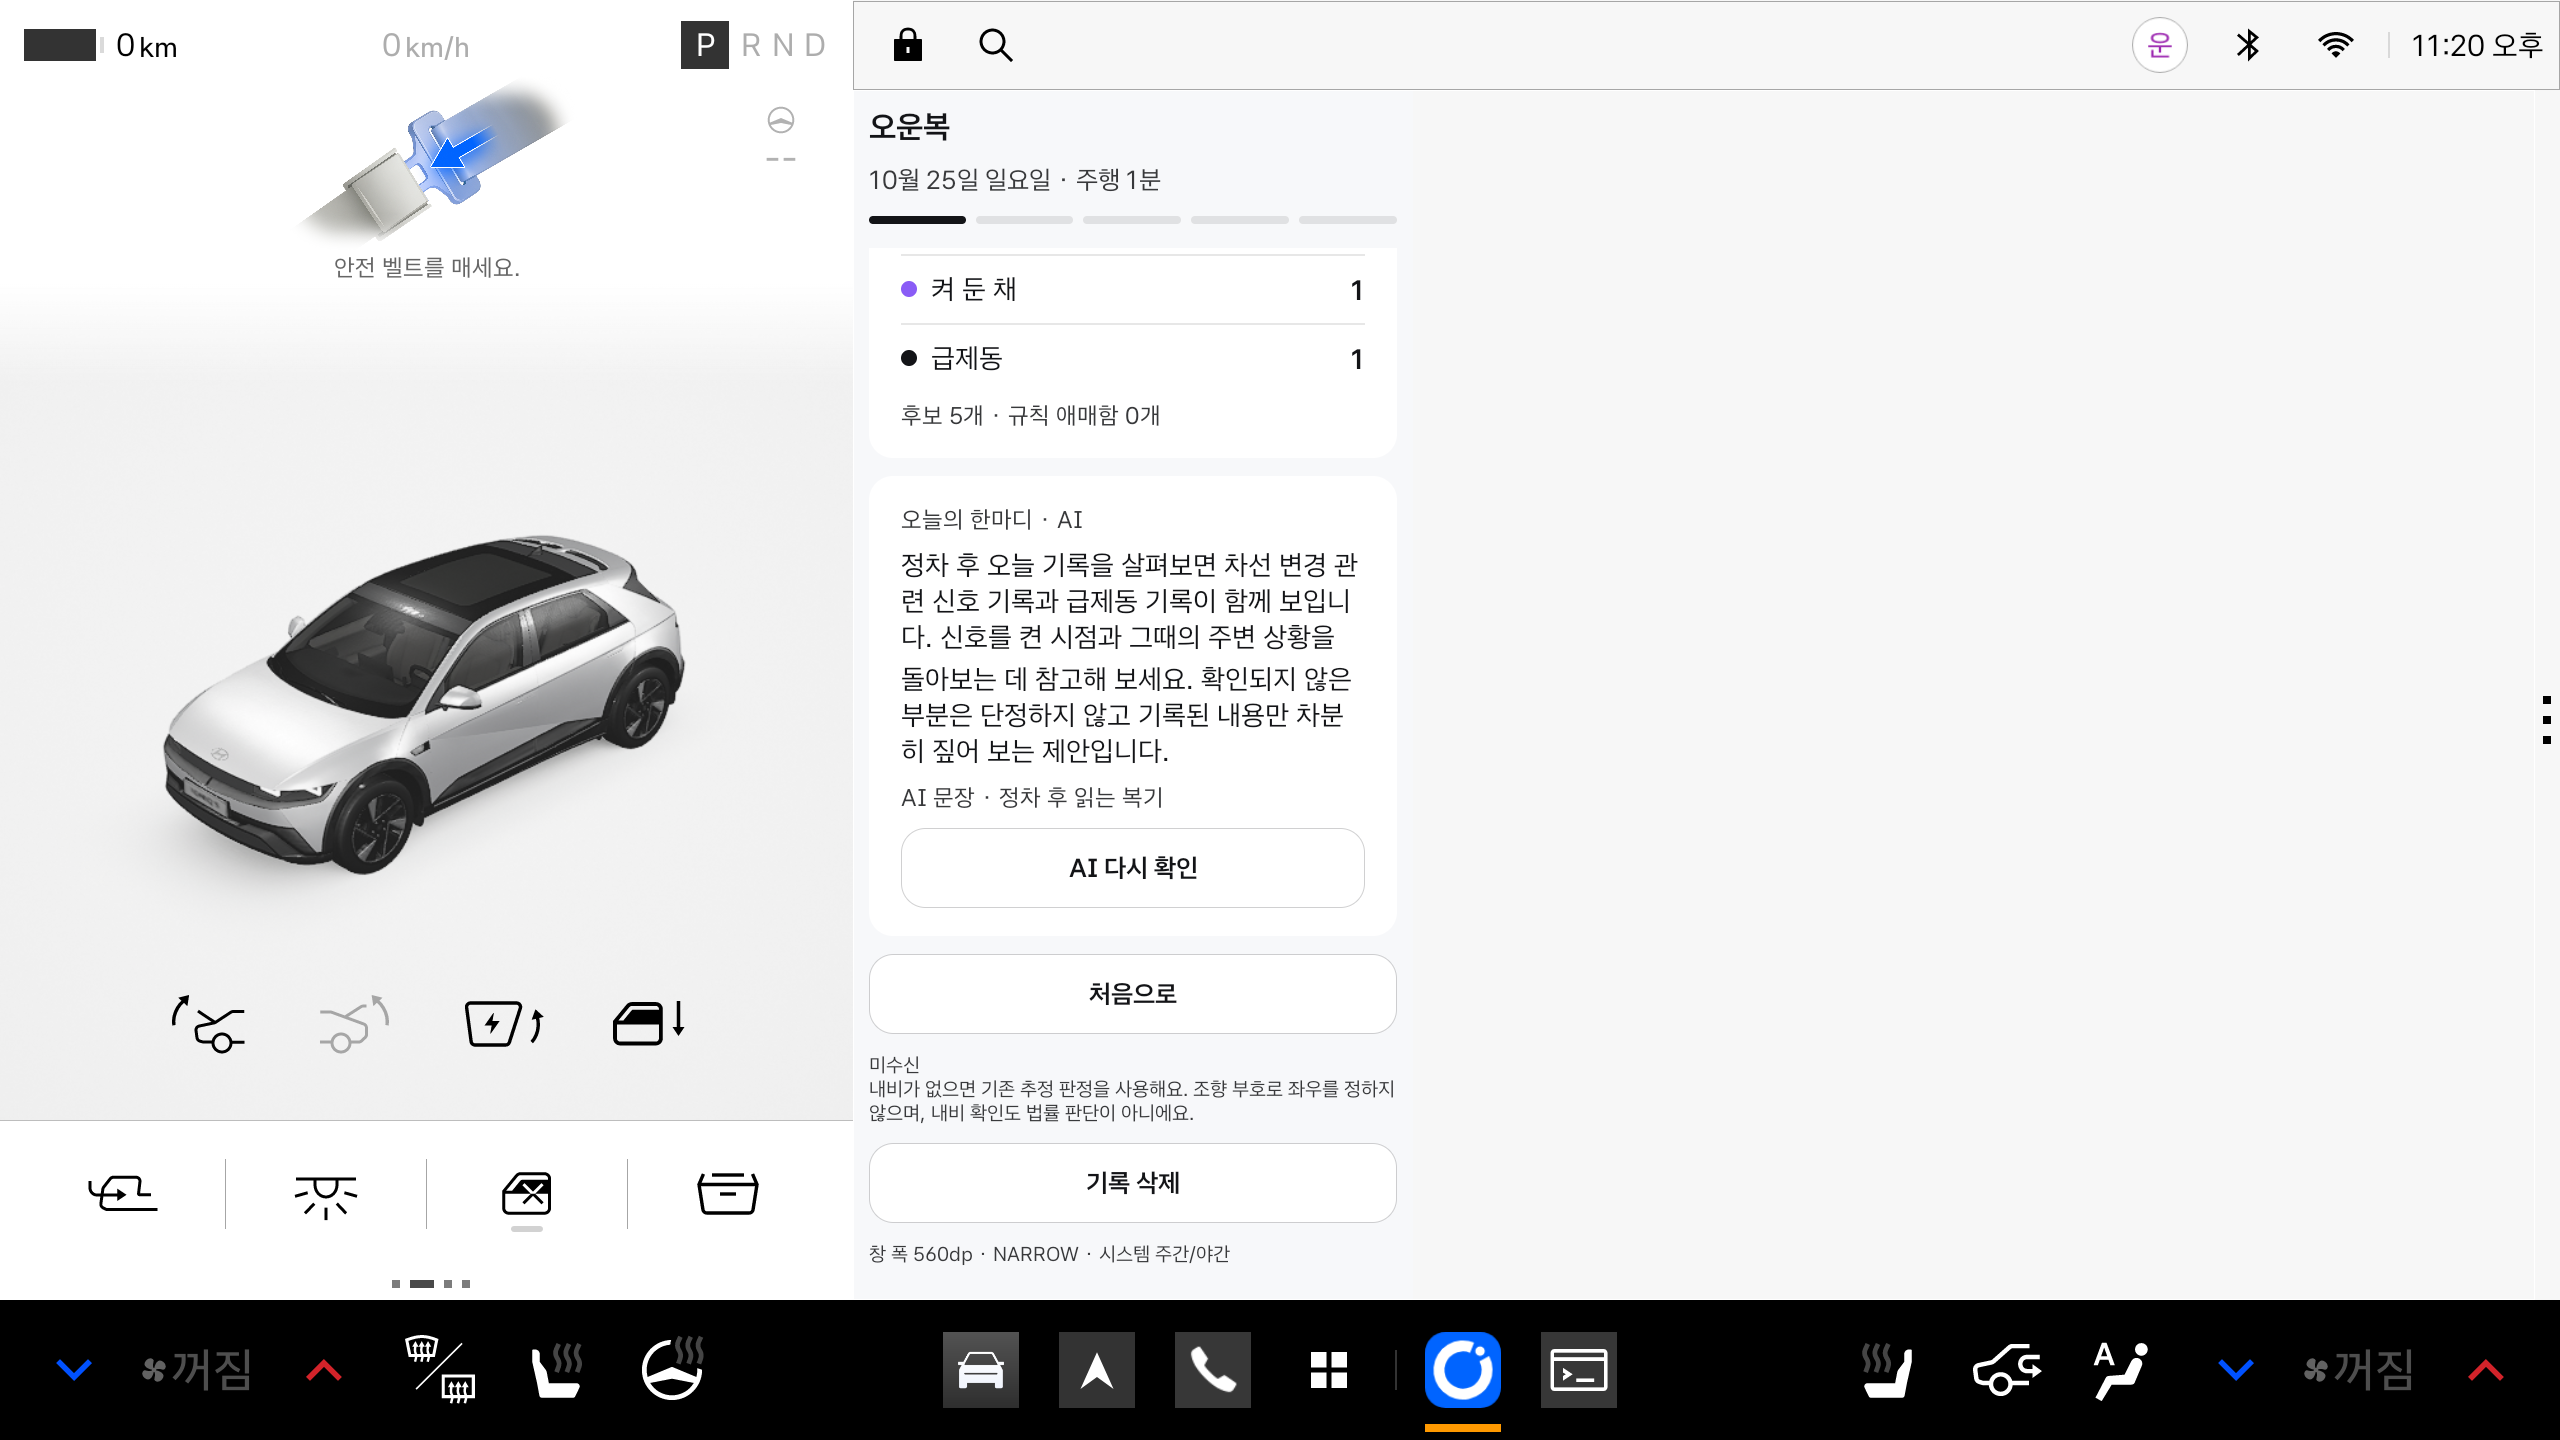 0 km
0 km/h
P R N D
운
11:20 오후
안전 벨트를 매세요.
--
오운복
10월 25일 일요일 · 주행 1분
켜 둔 채 1
급제동 1
후보 5개 · 규칙 애매함 0개
오늘의 한마디 · AI
정차 후 오늘 기록을 살펴보면 차선 변경 관
련 신호 기록과 급제동 기록이 함께 보입니
다. 신호를 켠 시점과 그때의 주변 상황을
돌아보는 데 참고해 보세요. 확인되지 않은
부분은 단정하지 않고 기록된 내용만 차분
히 짚어 보는 제안입니다.
AI 문장 · 정차 후 읽는 복기
AI 다시 확인
처음으로
미수신
내비가 없으면 기존 추정 판정을 사용해요. 조향 부호로 좌우를 정하지
않으며, 내비 확인도 법률 판단이 아니에요.
기록 삭제
창 폭 560dp · NARROW · 시스템 주간/야간
꺼짐
A
꺼짐